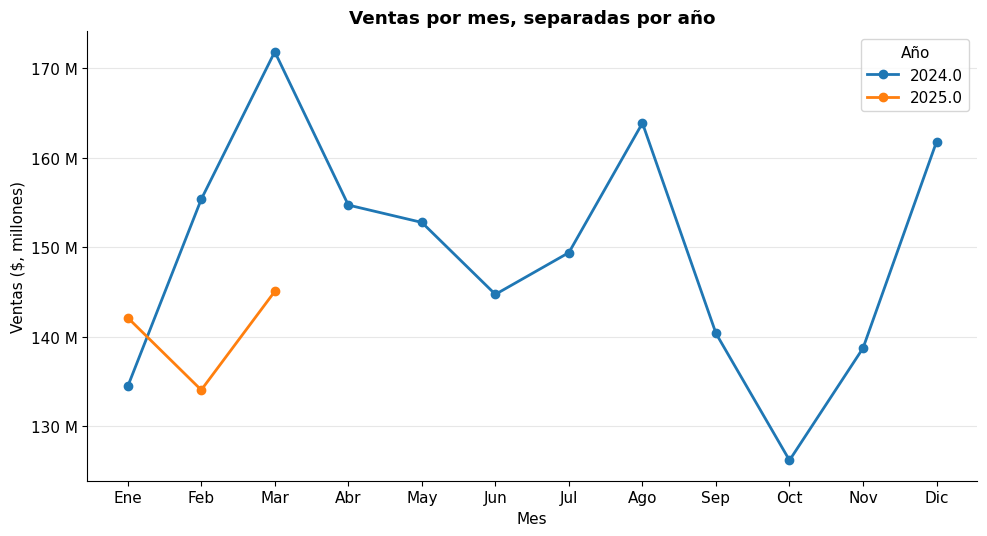 Ventas por mes, separadas por año
Año
2024.0
2025.0
170 M
160 M
150 M
140 M
130 M
Ventas ($, millones)
Ene Feb Mar Abr May Jun Jul Ago Sep Oct Nov Dic
Mes